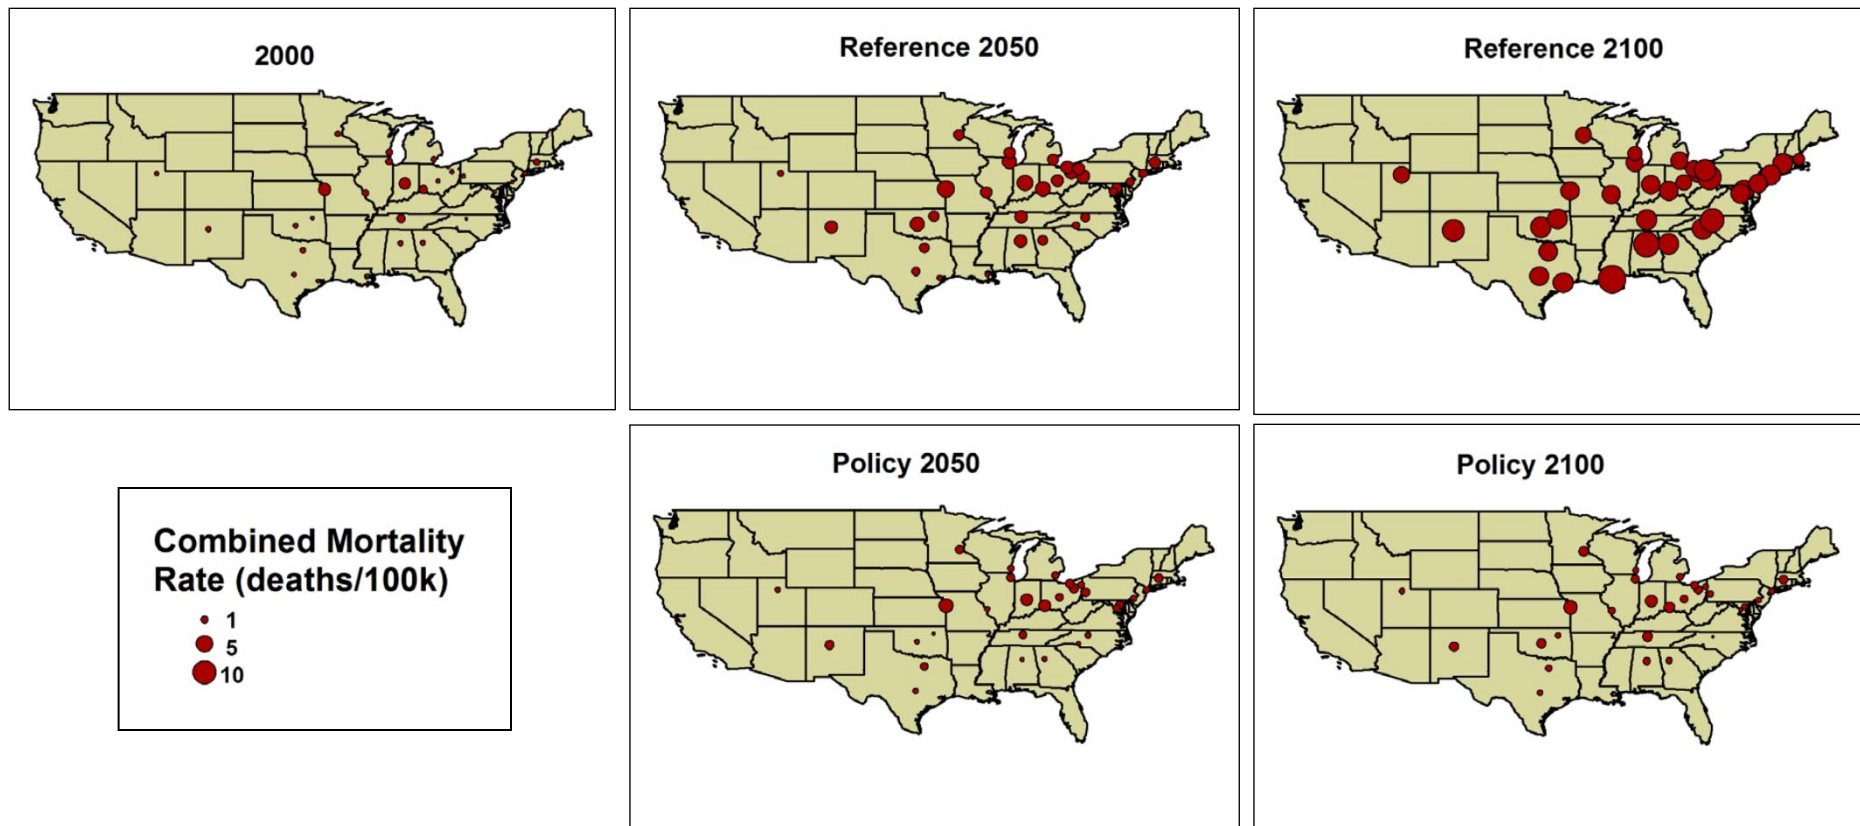 2000
Reference 2050
Reference 2100
Policy 2050
Policy 2100
Combined Mortality
Rate (deaths/100k)
1
5
10